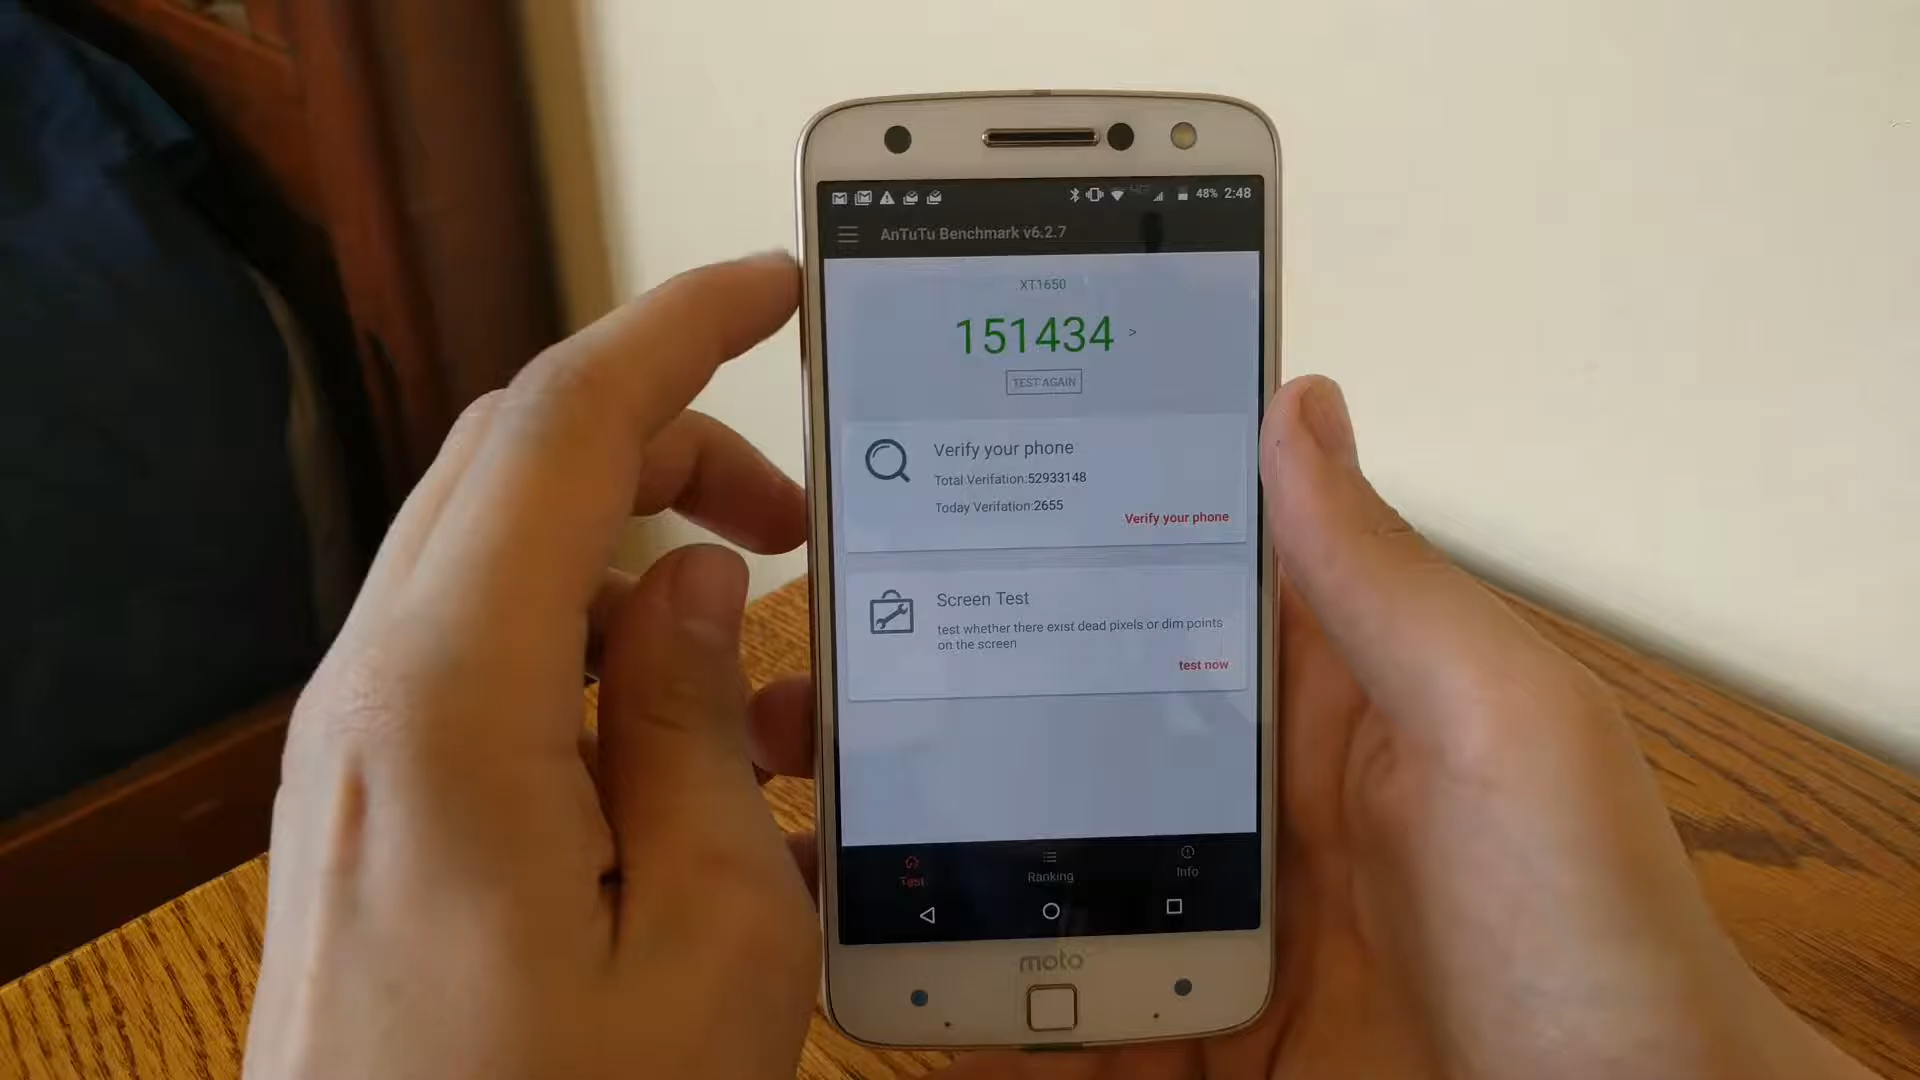 48% 2:48
AnTuTu Benchmark v6.2.7
XT1650
151434 >
TEST AGAIN
Verify your phone
Total Verifation:52933148
Today Verifation:2655
Verify your phone
Screen Test
test whether there exist dead pixels or dim points
on the screen
test now
Test Ranking Info
moto